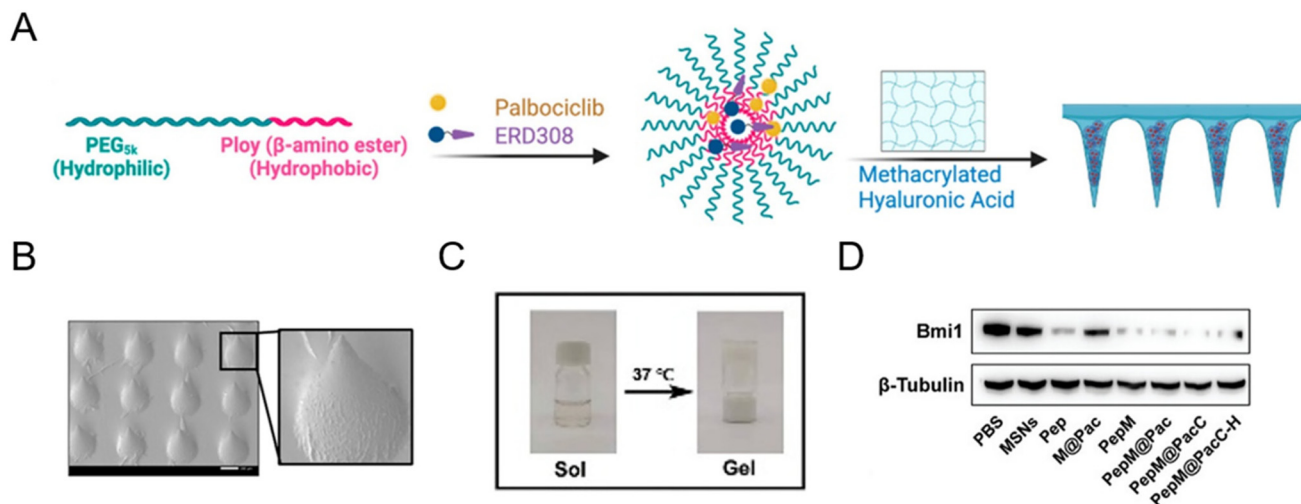 A
PEG5k
(Hydrophilic)
Ploy (β-amino ester)
(Hydrophobic)
Palbociclib
ERD308
Methacrylated
Hyaluronic Acid
B
C
Sol
37 ℃
Gel
D
Bmi1
β-Tubulin
PBS
MSNs
Pep
M@Pac
PepM
PepM@Pac
PepM@PacC
PepM@PacC-H